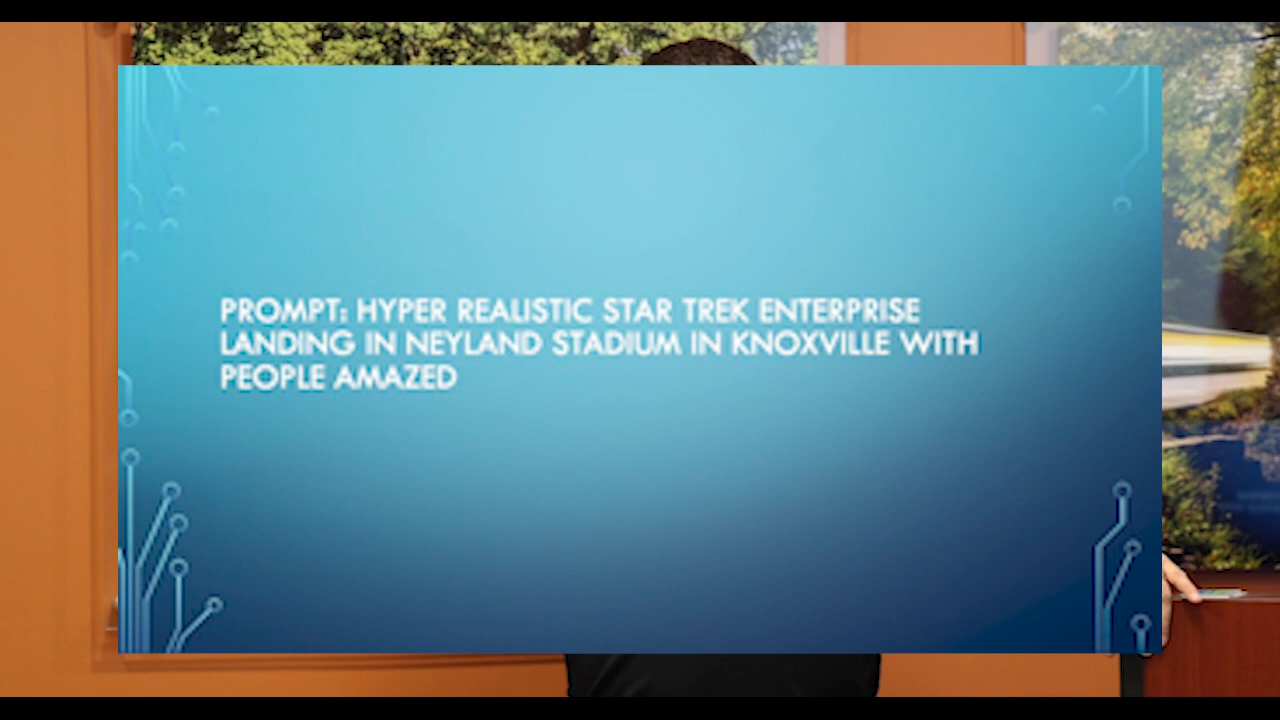 PROMPT: HYPER REALISTIC STAR TREK ENTERPRISE
LANDING IN NEYLAND STADIUM IN KNOXVILLE WITH
PEOPLE AMAZED